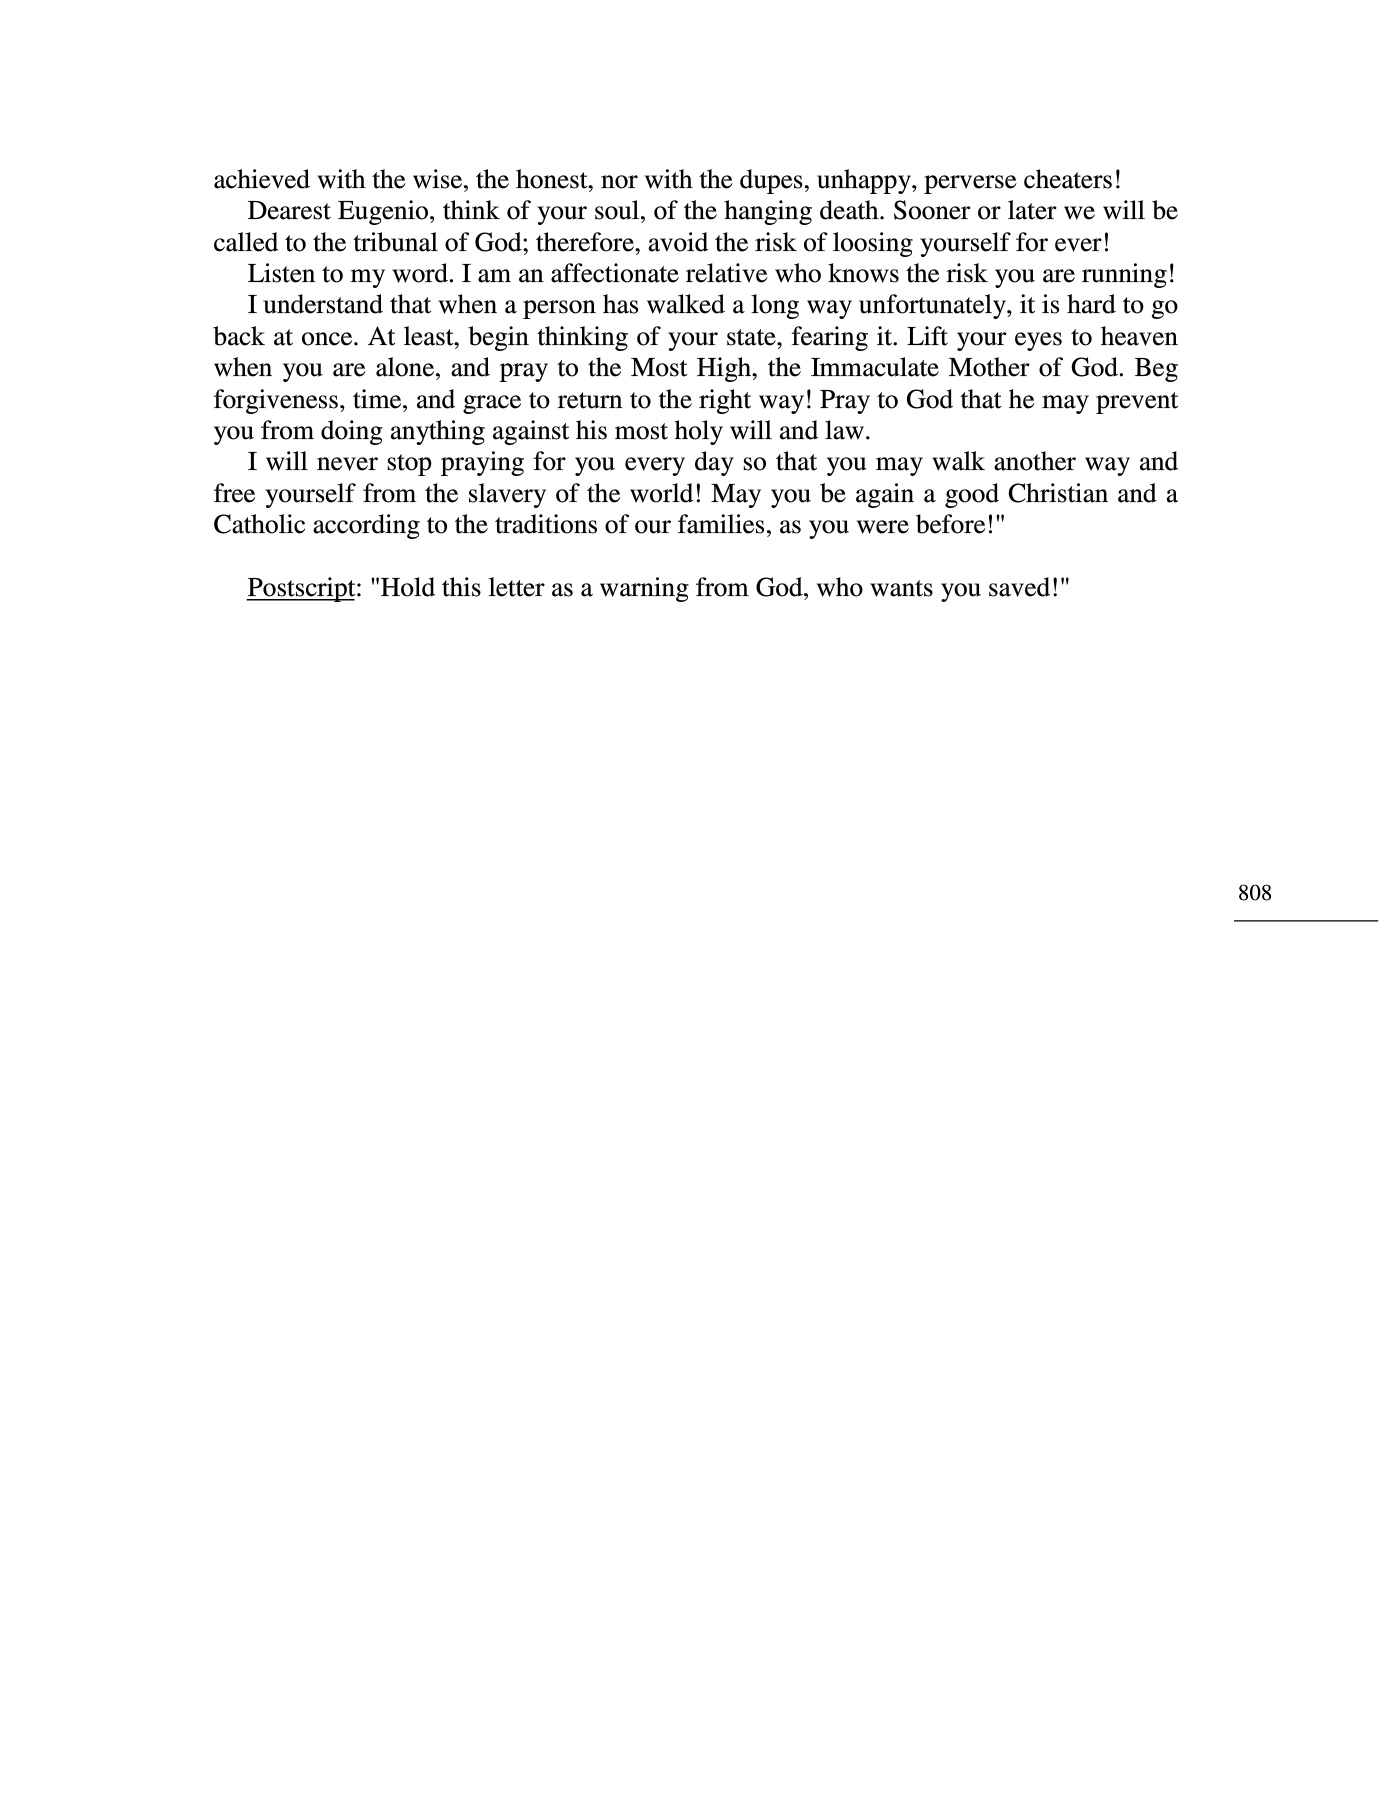 achieved with the wise, the honest, nor with the dupes, unhappy, perverse cheaters!
Dearest Eugenio, think of your soul, of the hanging death. Sooner or later we will be
called to the tribunal of God; therefore, avoid the risk of loosing yourself for ever!
Listen to my word. I am an affectionate relative who knows the risk you are running!
I understand that when a person has walked a long way unfortunately, it is hard to go
back at once. At least, begin thinking of your state, fearing it. Lift your eyes to heaven
when you are alone, and pray to the Most High, the Immaculate Mother of God. Beg
forgiveness, time, and grace to return to the right way! Pray to God that he may prevent
you from doing anything against his most holy will and law.
I will never stop praying for you every day so that you may walk another way and
free yourself from the slavery of the world! May you be again a good Christian and a
Catholic according to the traditions of our families, as you were before!"
Postscript: "Hold this letter as a warning from God, who wants you saved!"
808